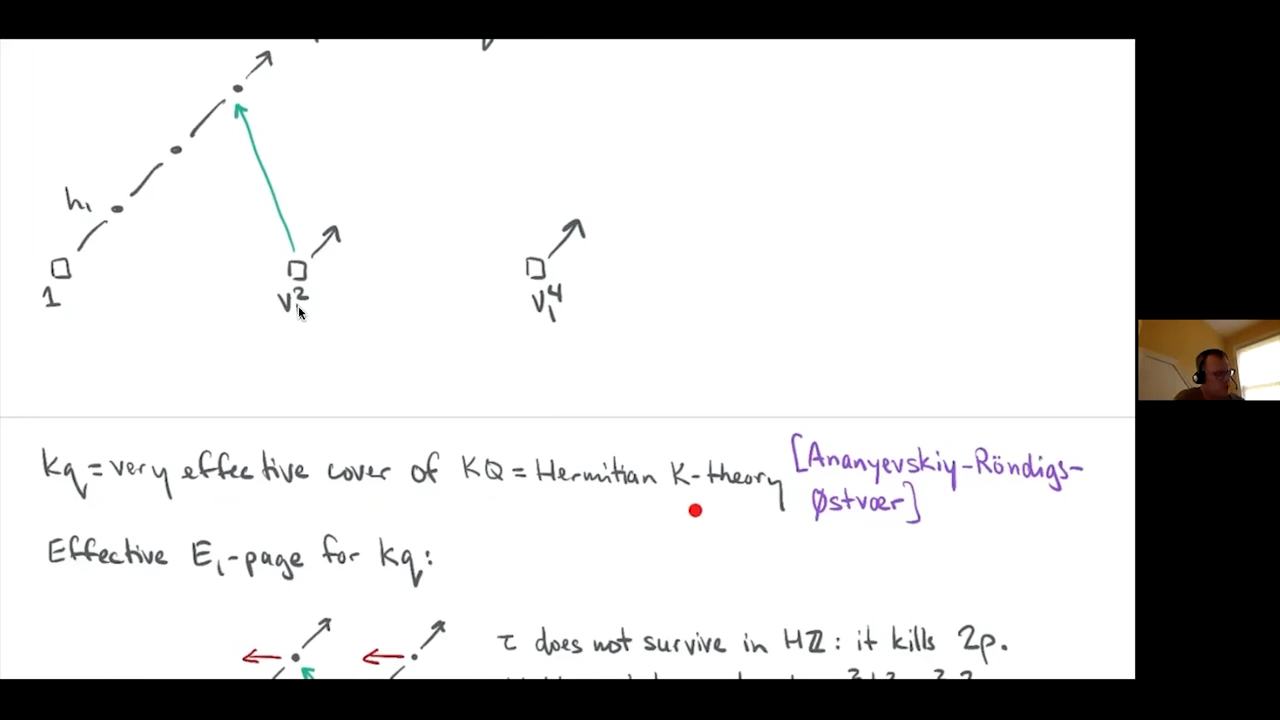 h₁
1
v²
v₁⁴
kq = very effective cover of KQ = Hermitian K-theory [Ananyevskiy-Röndigs-
Østvær]
Effective E₁-page for kq:
τ does not survive in Hℤ: it kills 2ρ.